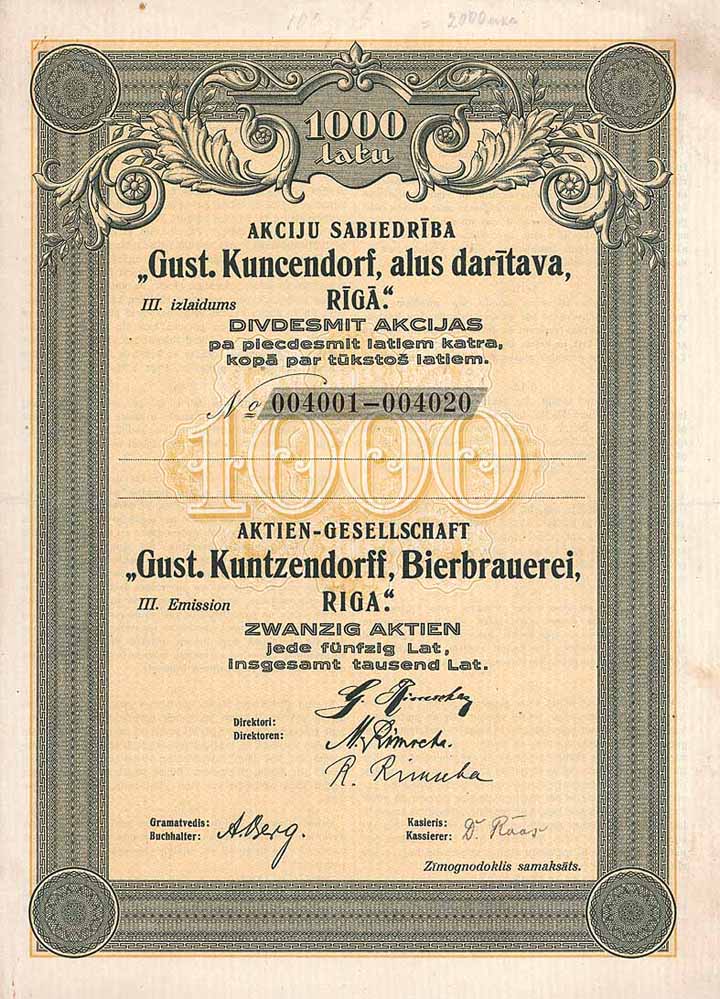 1000
latu
AKCIJU SABIEDRĪBA
„Gust. Kuncendorf, alus darītava,
III. izlaidums RĪGĀ.“
DIVDESMIT AKCIJAS
pa piecdesmit latiem katra,
kopā par tūkstoš latiem.
No 004001—004020
1000
AKTIEN-GESELLSCHAFT
„Gust. Kuntzendorff, Bierbrauerei,
III. Emission RIGA.“
ZWANZIG AKTIEN
jede fünfzig Lat,
insgesamt tausend Lat.
Direktori:
Direktoren:
R. Rimscha
Gramatvedis:
Buchhalter: A. Berg.
Kasieris:
Kassierer:
Zīmognodoklis samaksāts.